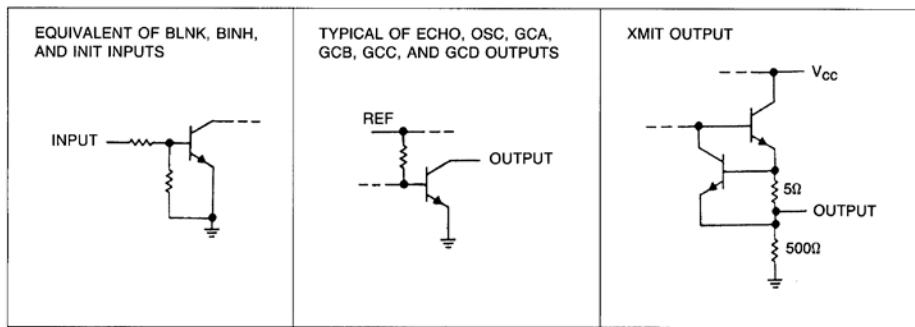 EQUIVALENT OF BLNK, BINH,
AND INIT INPUTS
INPUT
TYPICAL OF ECHO, OSC, GCA,
GCB, GCC, AND GCD OUTPUTS
REF
OUTPUT
XMIT OUTPUT
VCC
5Ω
OUTPUT
500Ω